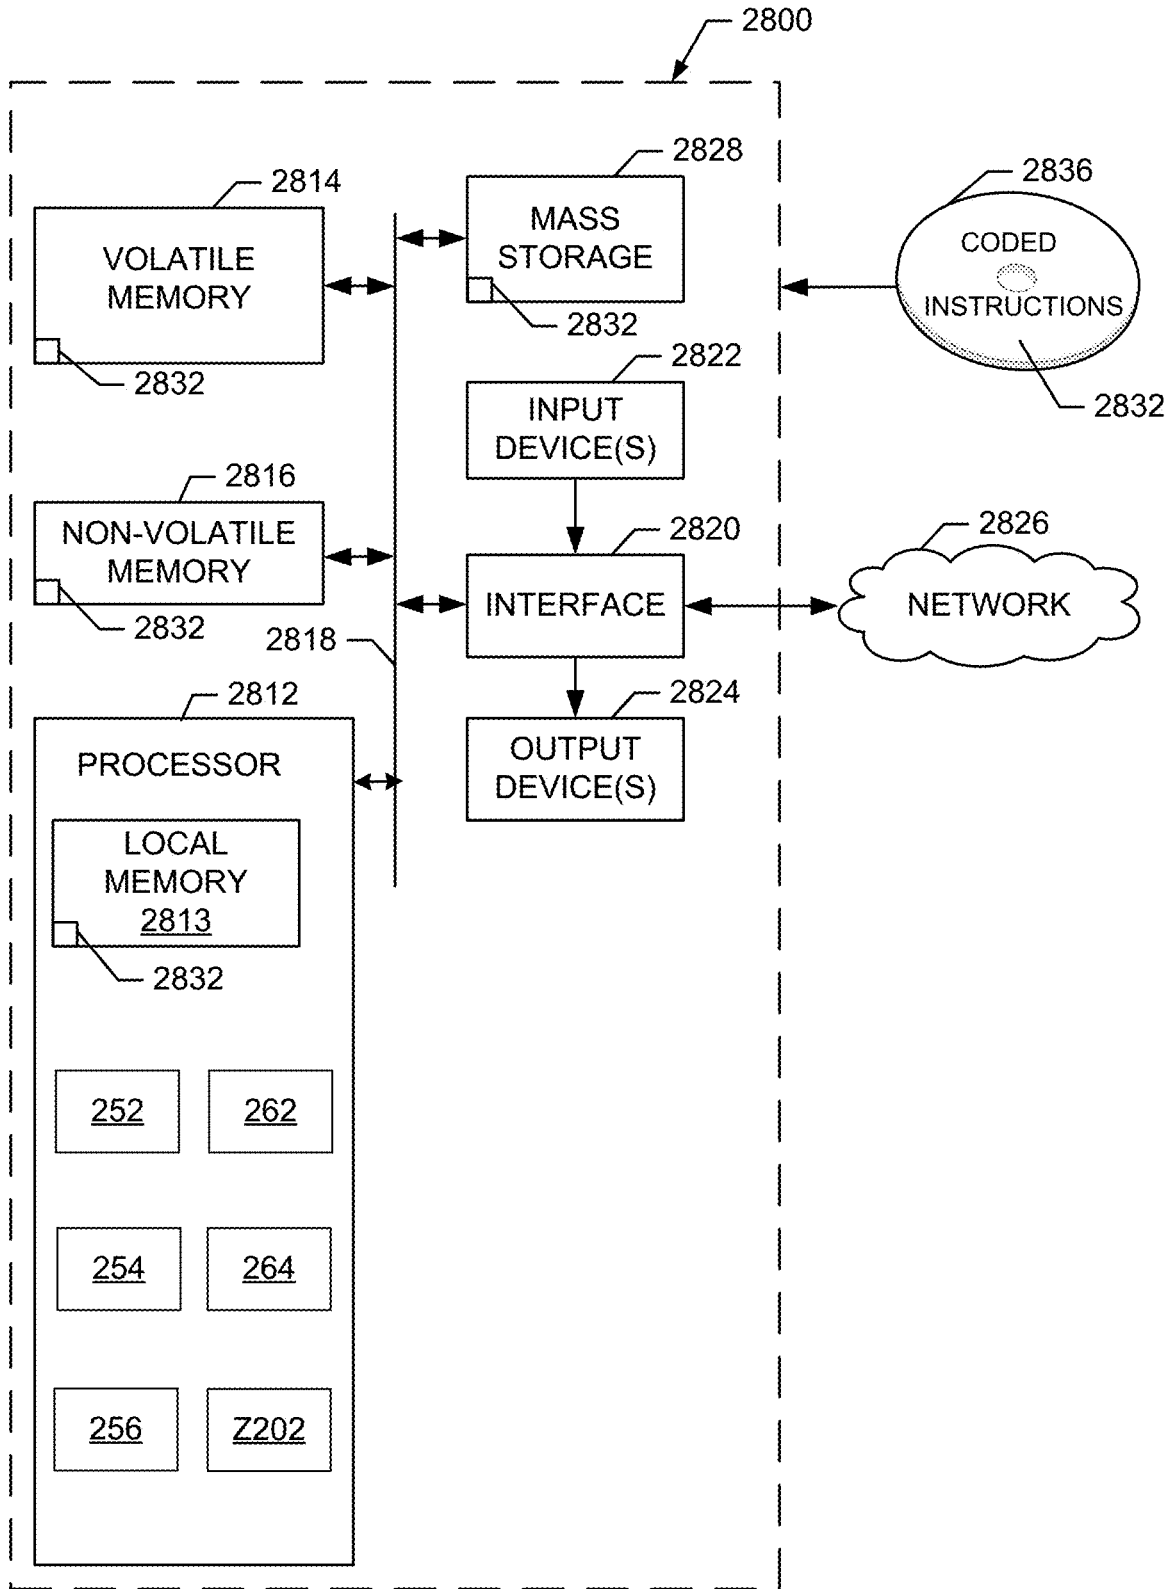 2800
2828
2814
2836
MASS
STORAGE
VOLATILE
MEMORY
CODED
INSTRUCTIONS
2832
2832
2822
2832
INPUT
DEVICE(S)
2816
2820
2826
NON-VOLATILE
MEMORY
INTERFACE
NETWORK
2832
2818
2812
2824
PROCESSOR
OUTPUT
DEVICE(S)
LOCAL
MEMORY
2813
2832
252
262
254
264
256
Z202